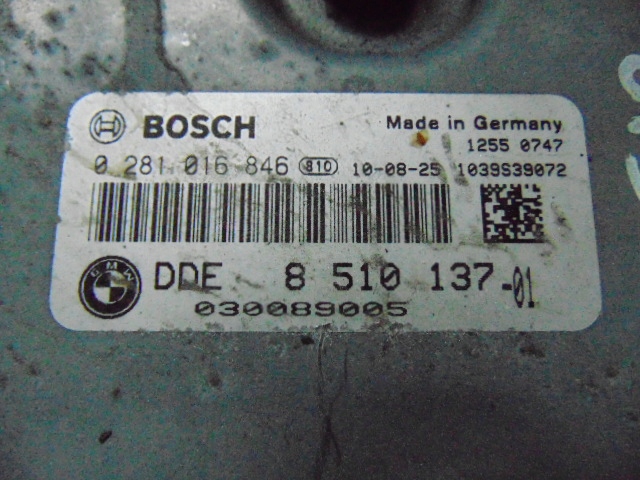 BOSCH Made in Germany
1255 0747
0 281 016 846 810 10-08-25 1039S39072
BMW DDE 8 510 137-01
030089005